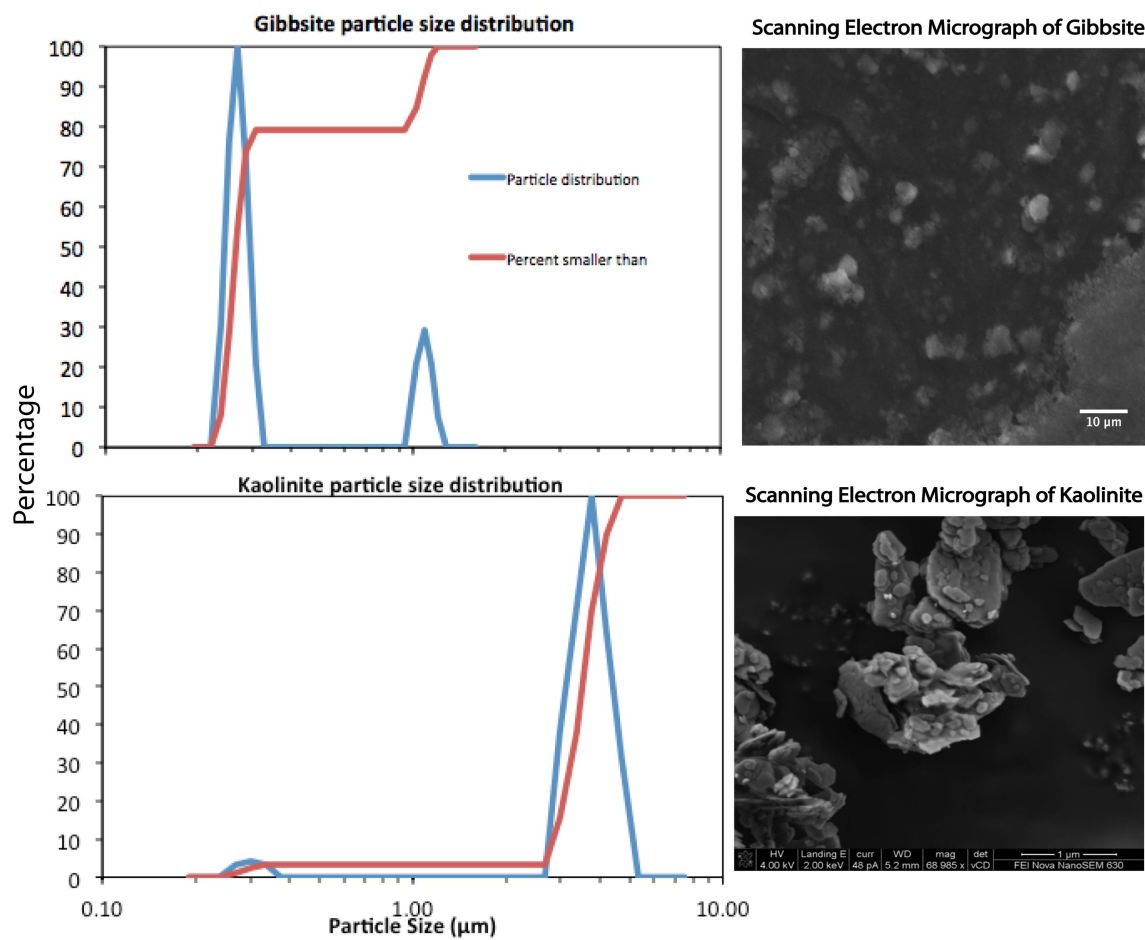 Gibbsite particle size distribution
Scanning Electron Micrograph of Gibbsite
100
90
80
70
60
50
40
30
20
10
0
Particle distribution
Percent smaller than
10 μm
Percentage
Kaolinite particle size distribution
Scanning Electron Micrograph of Kaolinite
100
90
80
70
60
50
40
30
20
10
0
0.10 1.00 10.00
Particle Size (μm)
HV Landing E curr WD mag det 1 μm
4.00 kV 2.00 keV 48 pA 5.2 mm 68 985 x vCD FEI Nova NanoSEM 630